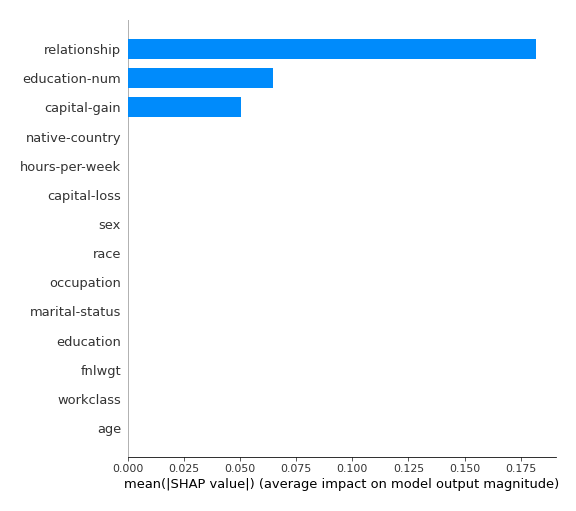 relationship
education-num
capital-gain
native-country
hours-per-week
capital-loss
sex
race
occupation
marital-status
education
fnlwgt
workclass
age
0.000 0.025 0.050 0.075 0.100 0.125 0.150 0.175
mean(|SHAP value|) (average impact on model output magnitude)